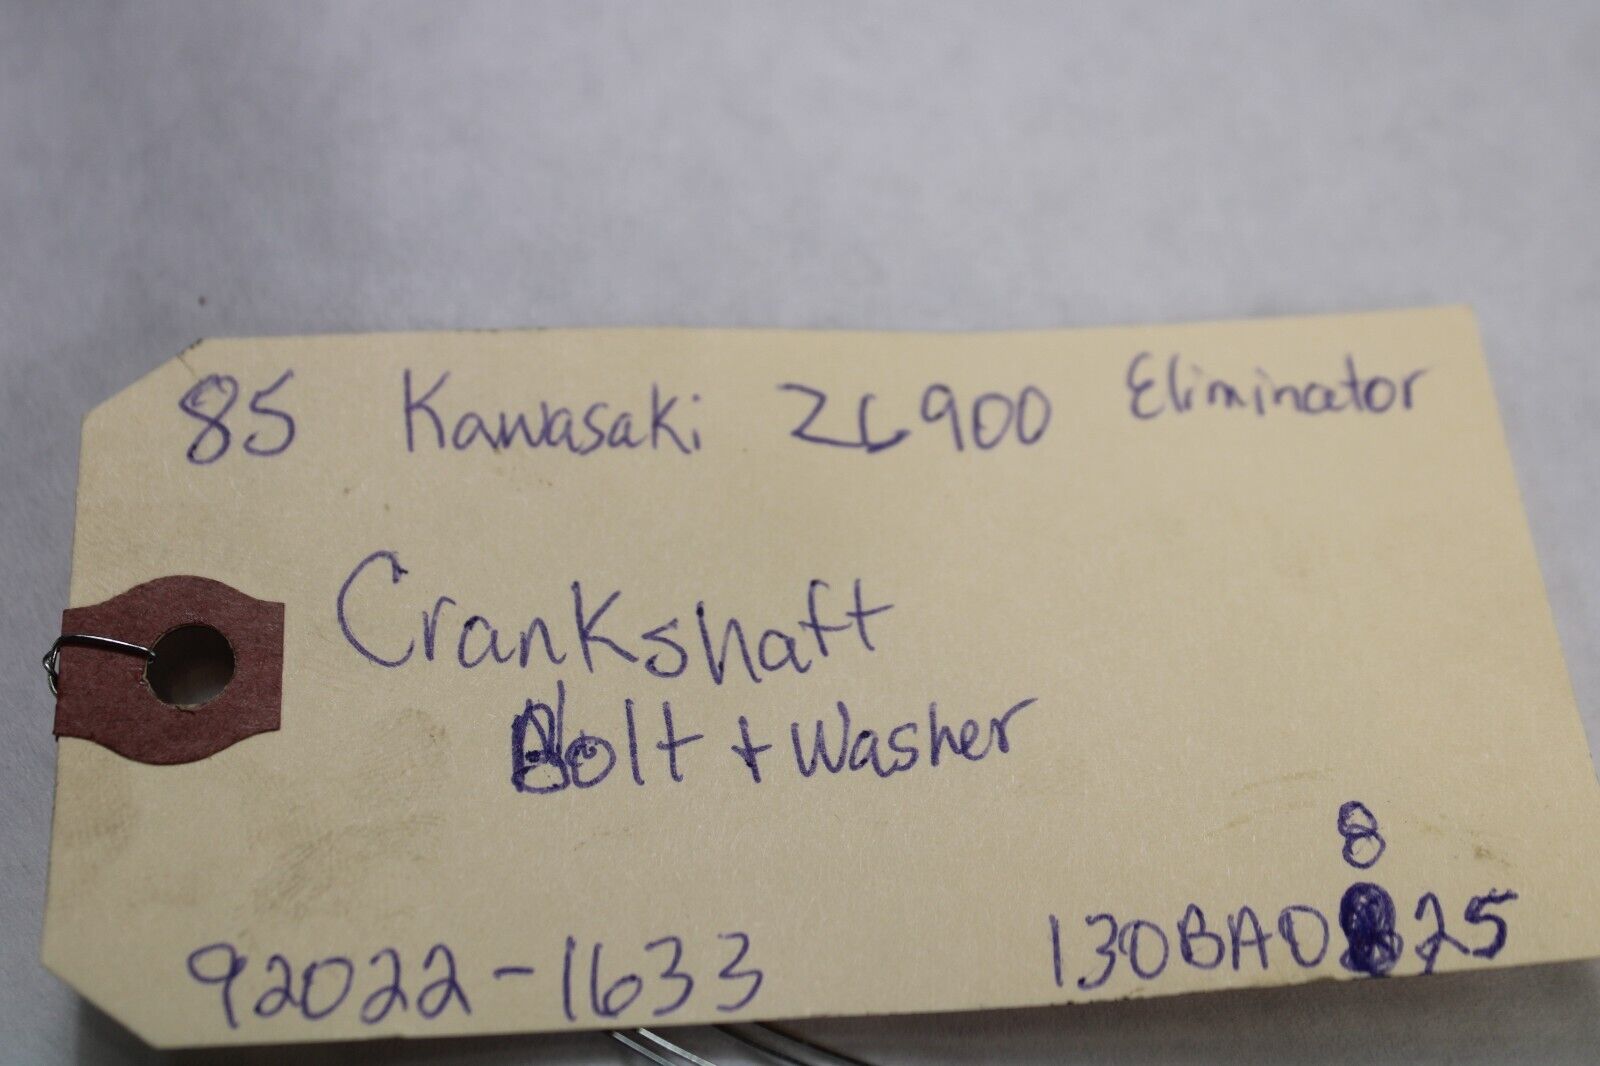 85 Kawasaki ZL900 Eliminator
Crankshaft
Bolt + Washer
8
92022-1633 130BA0825